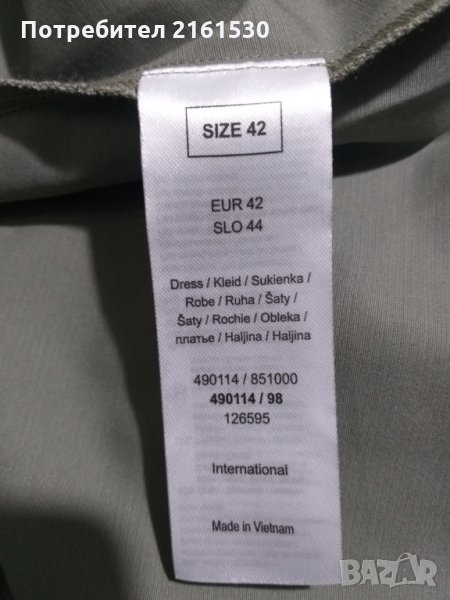 Потребител 2161530
SIZE 42
EUR 42
SLO 44
Dress / Kleid / Sukienka /
Robe / Ruha / Šaty /
Šaty / Rochie / Obleka /
платье / Haljina / Haljina
490114 / 851000
490114 / 98
126595
International
Made in Vietnam
BAZAR